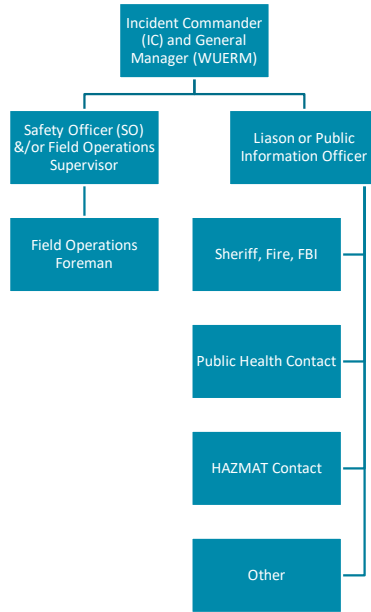 Incident Commander
(IC) and General
Manager (WUERM)
Safety Officer (SO)
&/or Field Operations
Supervisor
Liason or Public
Information Officer
Field Operations
Foreman
Sheriff, Fire, FBI
Public Health Contact
HAZMAT Contact
Other